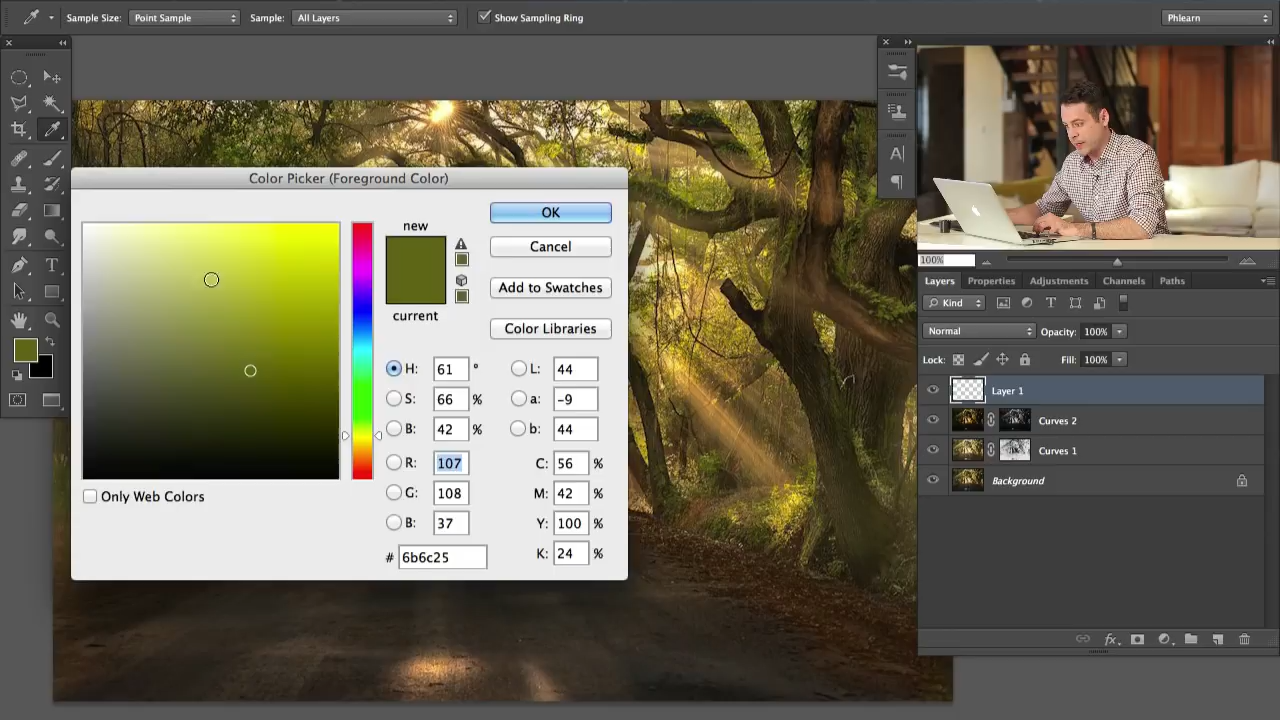 Sample Size: Point Sample Sample: All Layers Show Sampling Ring Phlearn
Color Picker (Foreground Color)
new
current
OK
Cancel
Add to Swatches
Color Libraries
H: 61 °
S: 66 %
B: 42 %
R: 107
G: 108
B: 37
# 6b6c25
L: 44
a: -9
b: 44
C: 56 %
M: 42 %
Y: 100 %
K: 24 %
Only Web Colors
100%
Layers Properties Adjustments Channels Paths
Kind
Normal Opacity: 100%
Lock: Fill: 100%
Layer 1
Curves 2
Curves 1
Background